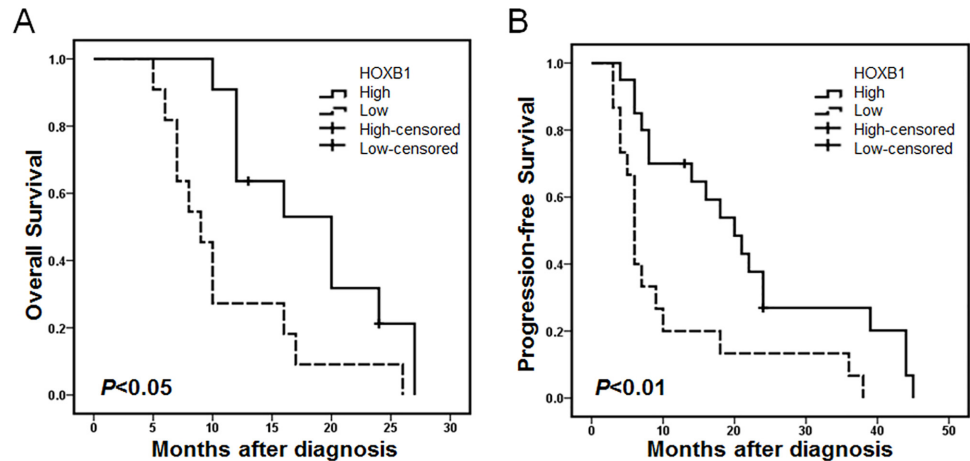 A
Overall Survival
1.0
0.8
0.6
0.4
0.2
0.0
HOXB1
High
Low
High-censored
Low-censored
P<0.05
0 5 10 15 20 25 30
Months after diagnosis
B
Progression-free Survival
1.0
0.8
0.6
0.4
0.2
0.0
HOXB1
High
Low
High-censored
Low-censored
P<0.01
0 10 20 30 40 50
Months after diagnosis